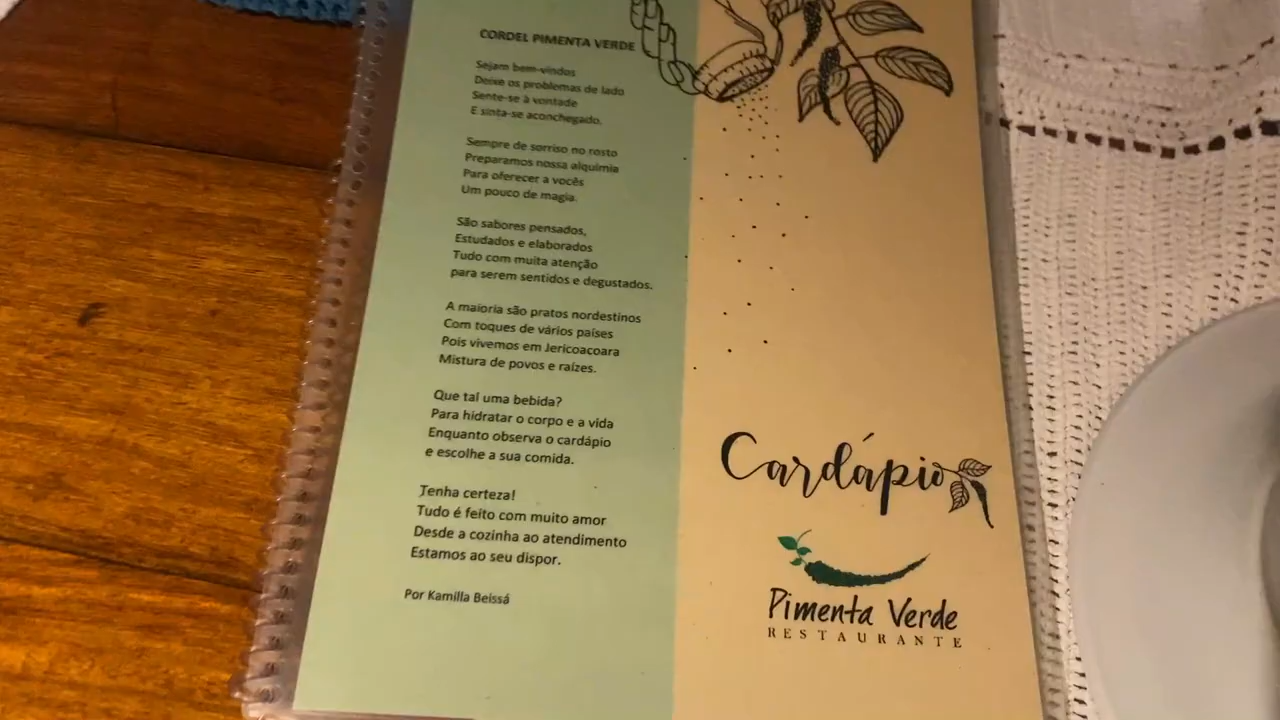 CORDEL PIMENTA VERDE
Sejam bem-vindos
Deixe os problemas de lado
Sente-se à vontade
E sinta-se aconchegado.
Sempre de sorriso no rosto
Preparamos nossa alquimia
Para oferecer a vocês
Um pouco de magia.
São sabores pensados,
Estudados e elaborados
Tudo com muita atenção
para serem sentidos e degustados.
A maioria são pratos nordestinos
Com toques de vários países
Pois vivemos em Jericoacoara
Mistura de povos e raízes.
Que tal uma bebida?
Para hidratar o corpo e a vida
Enquanto observa o cardápio
e escolhe a sua comida.
Tenha certeza!
Tudo é feito com muito amor
Desde a cozinha ao atendimento
Estamos ao seu dispor.
Por Kamilla Beissá
Cardápio
Pimenta Verde
RESTAURANTE